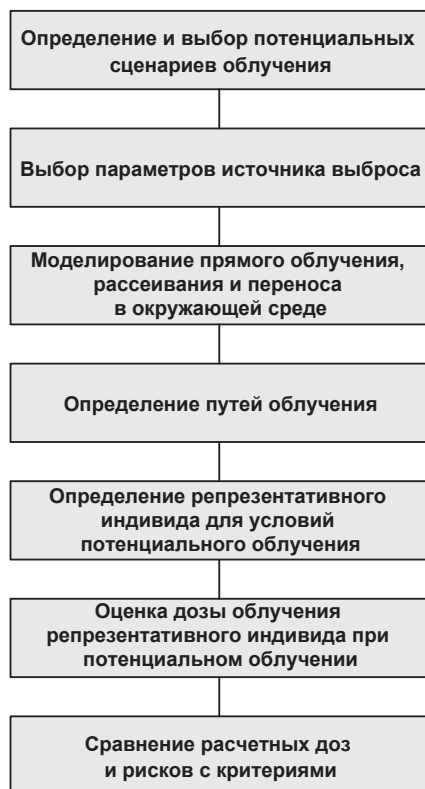 Определение и выбор потенциальных
сценариев облучения
Выбор параметров источника выброса
Моделирование прямого облучения,
рассеивания и переноса
в окружающей среде
Определение путей облучения
Определение репрезентативного
индивида для условий
потенциального облучения
Оценка дозы облучения
репрезентативного индивида при
потенциальном облучении
Сравнение расчетных доз
и рисков с критериями